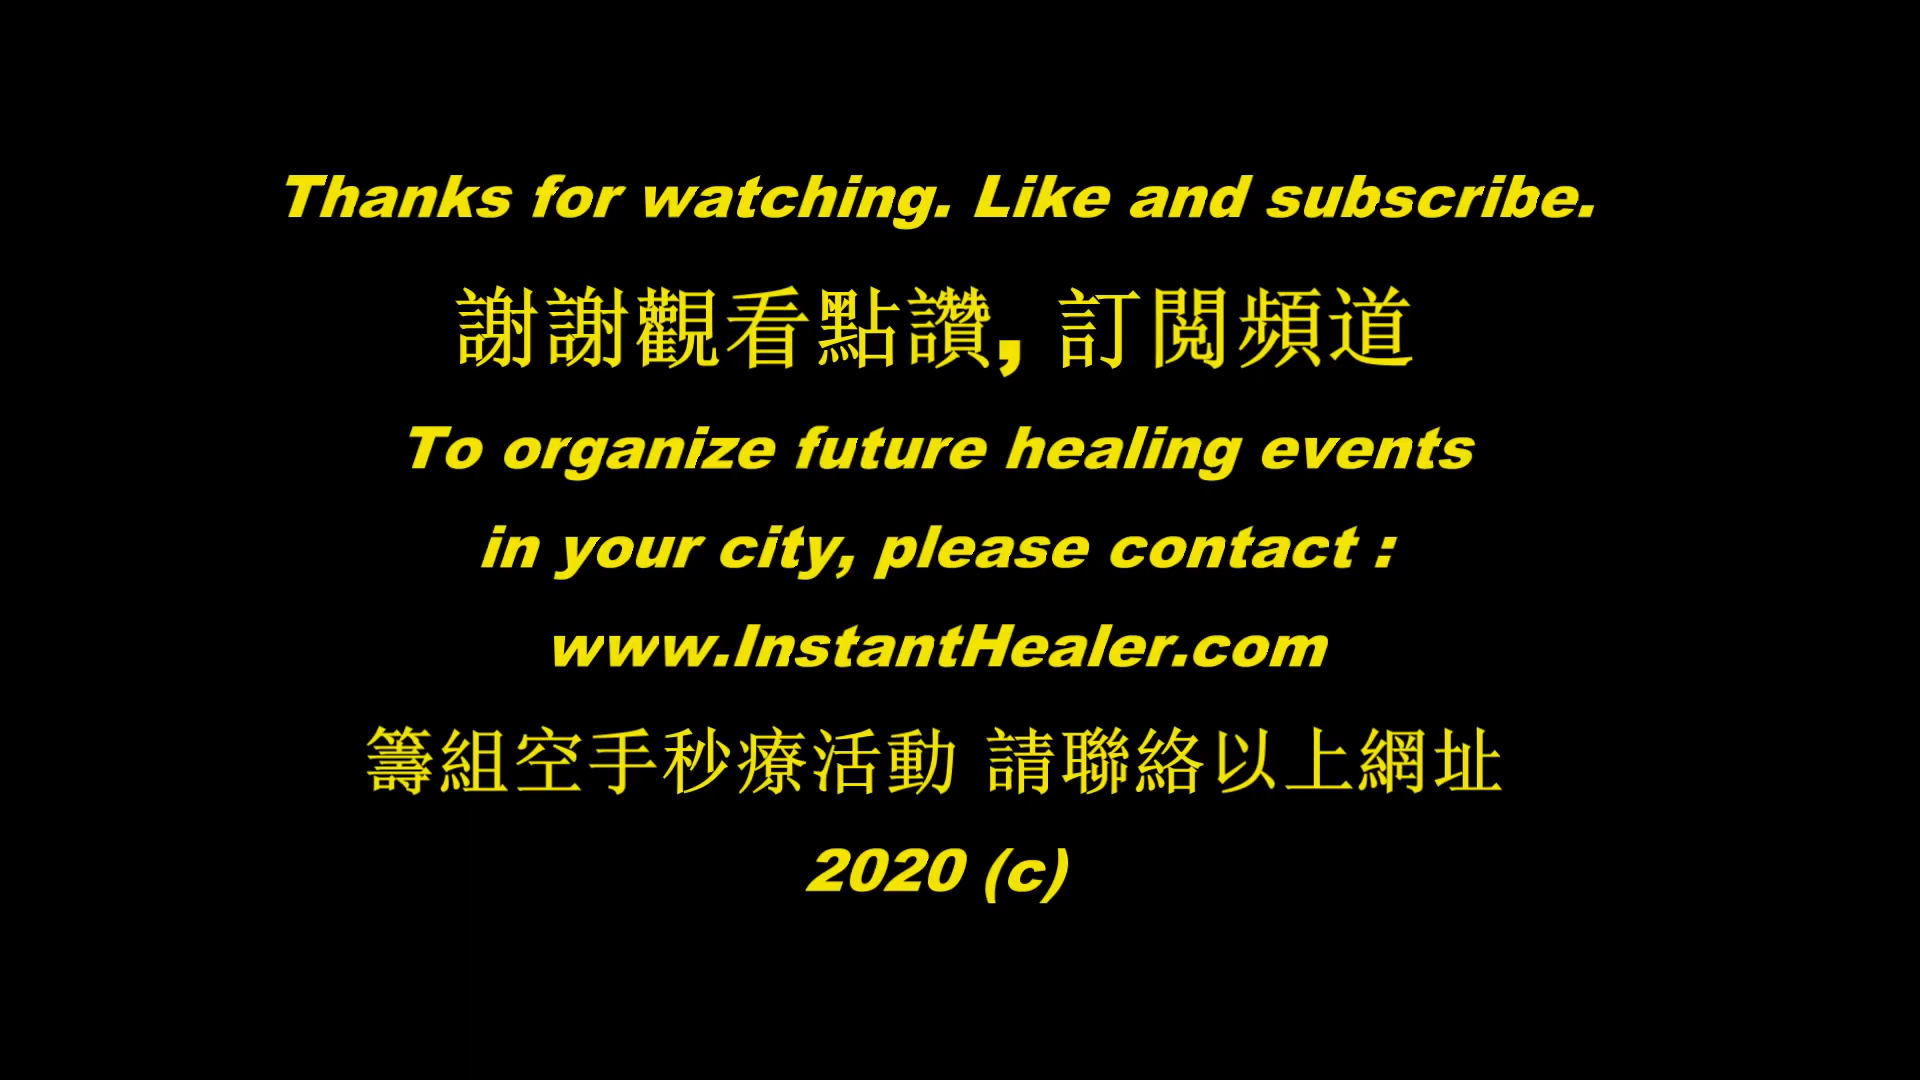 Thanks for watching. Like and subscribe.
謝謝觀看點讚, 訂閱頻道
To organize future healing events
in your city, please contact :
www.InstantHealer.com
籌組空手秒療活動 請聯絡以上網址
2020 (c)